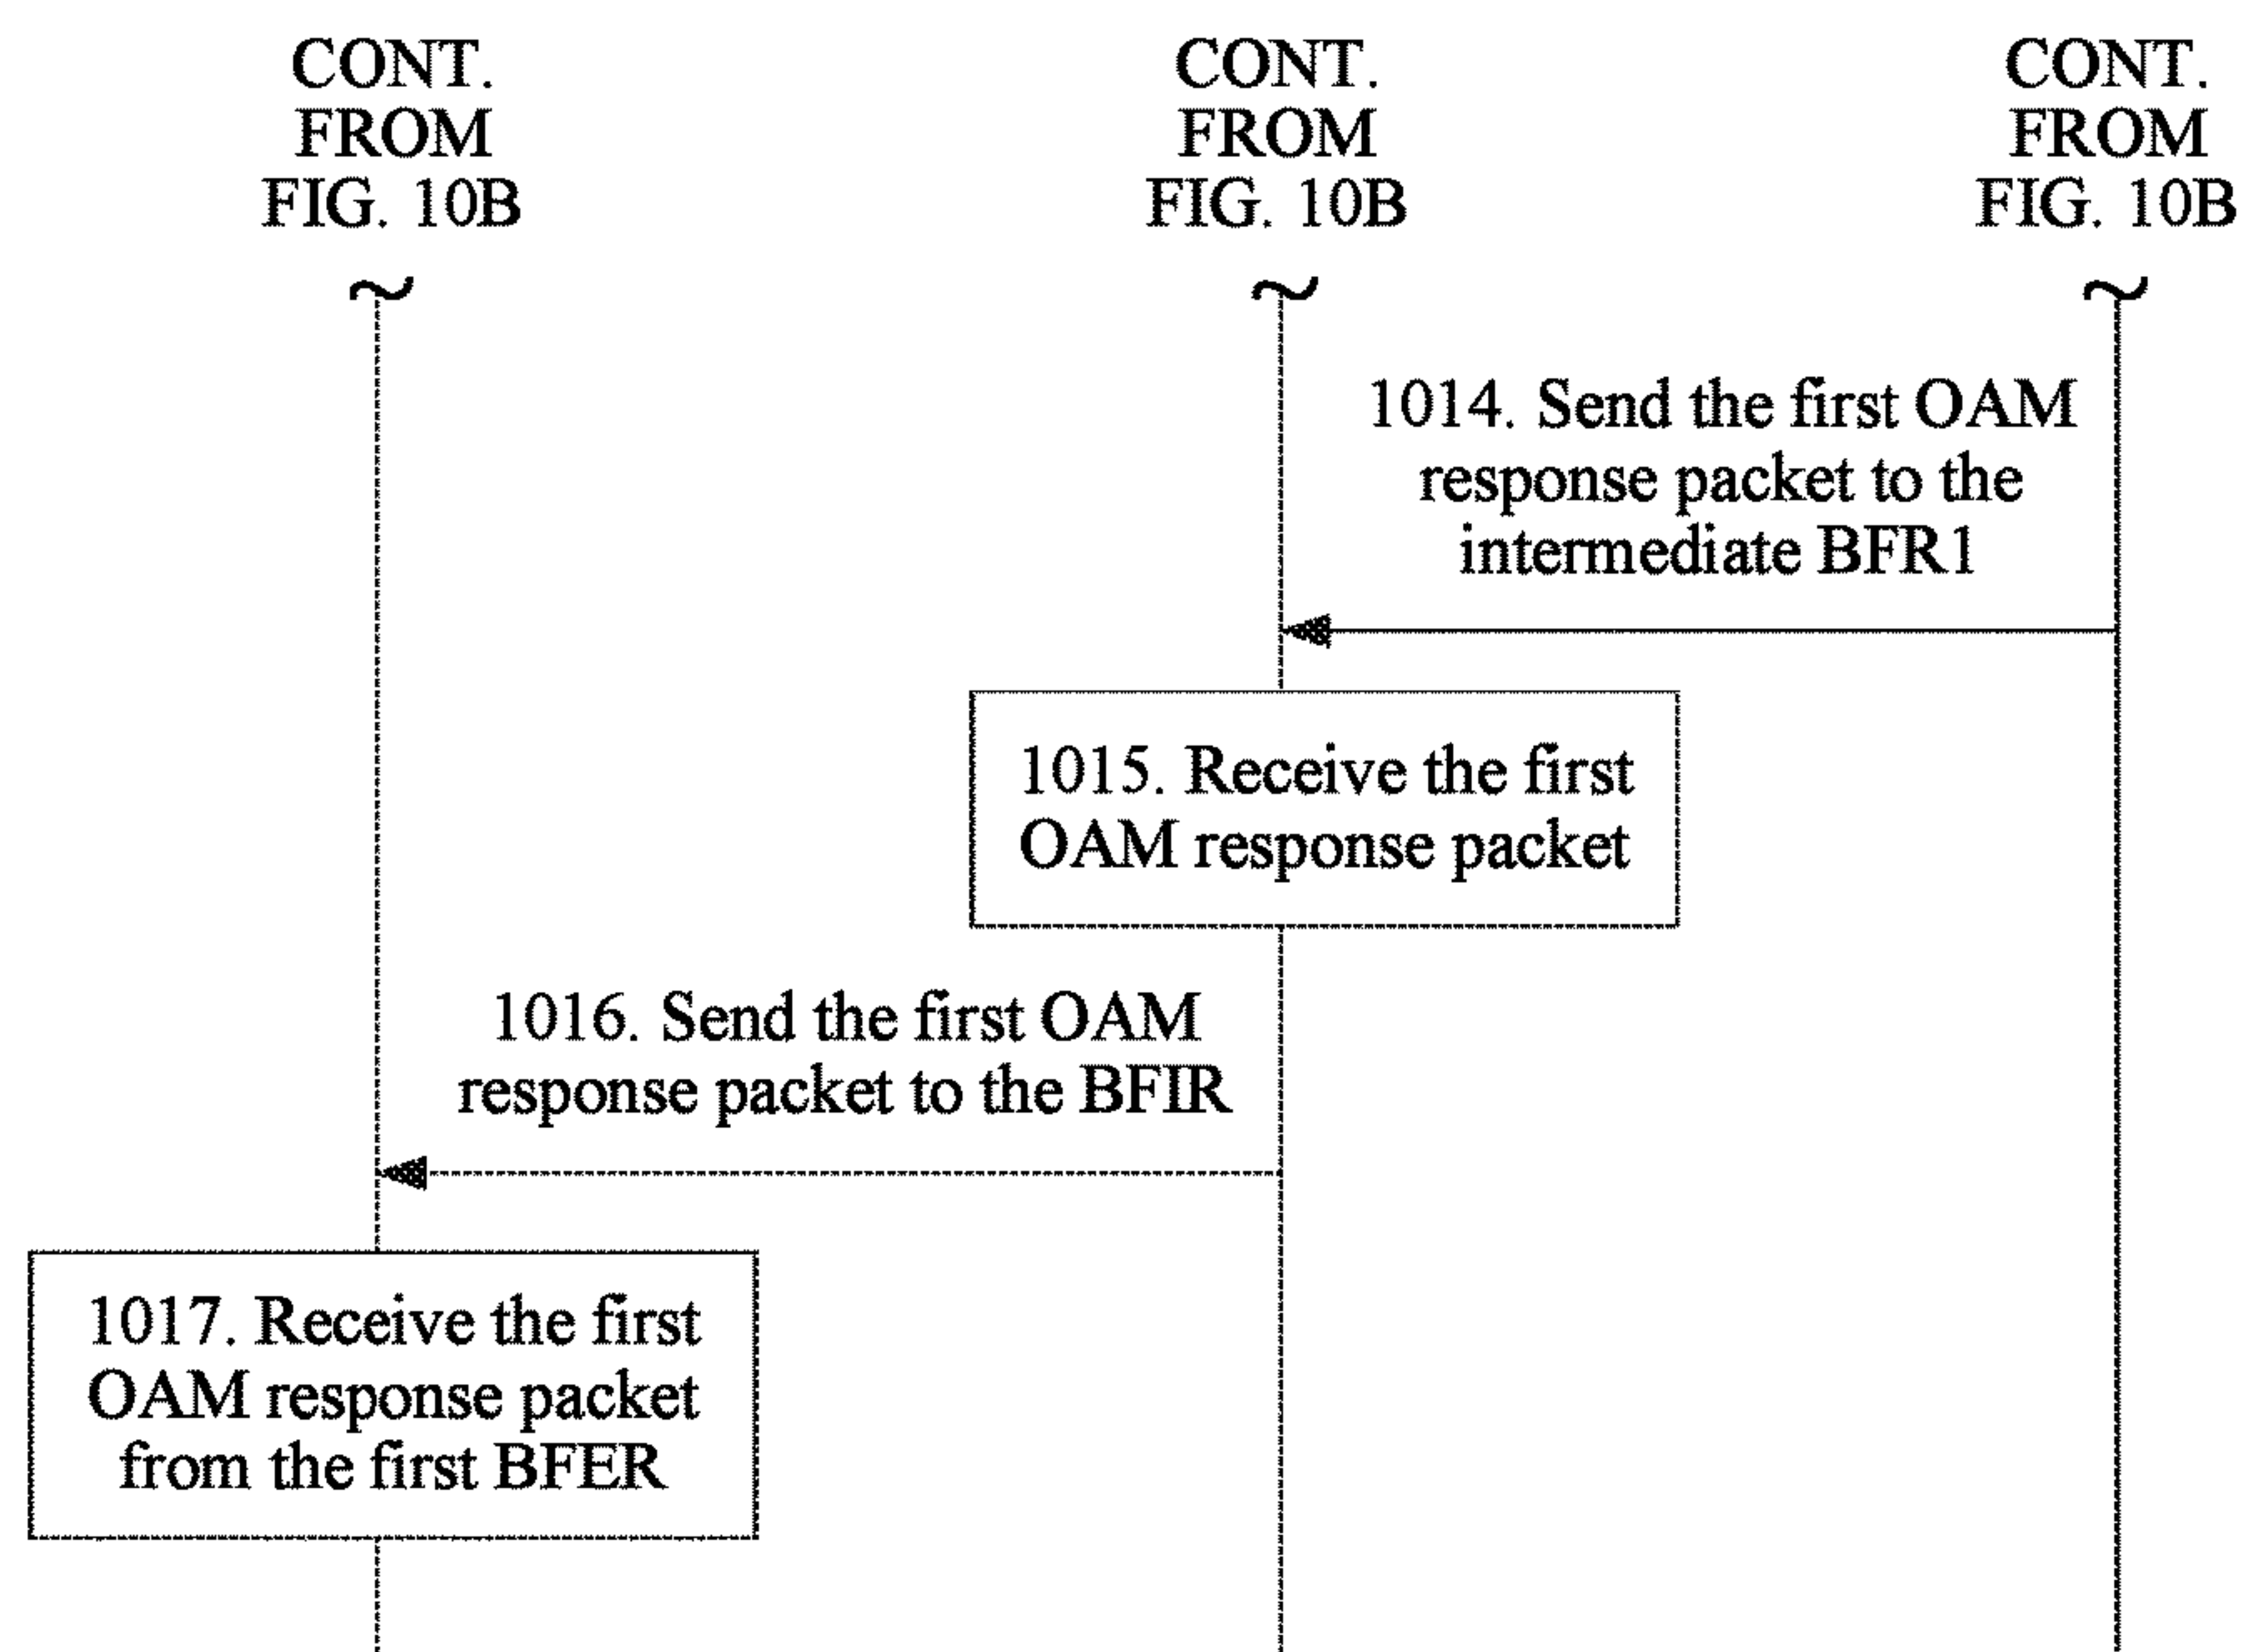 CONT.
FROM
FIG. 10B
CONT.
FROM
FIG. 10B
CONT.
FROM
FIG. 10B
1014. Send the first OAM
response packet to the
intermediate BFR1
1015. Receive the first
OAM response packet
1016. Send the first OAM
response packet to the BFIR
1017. Receive the first
OAM response packet
from the first BFER